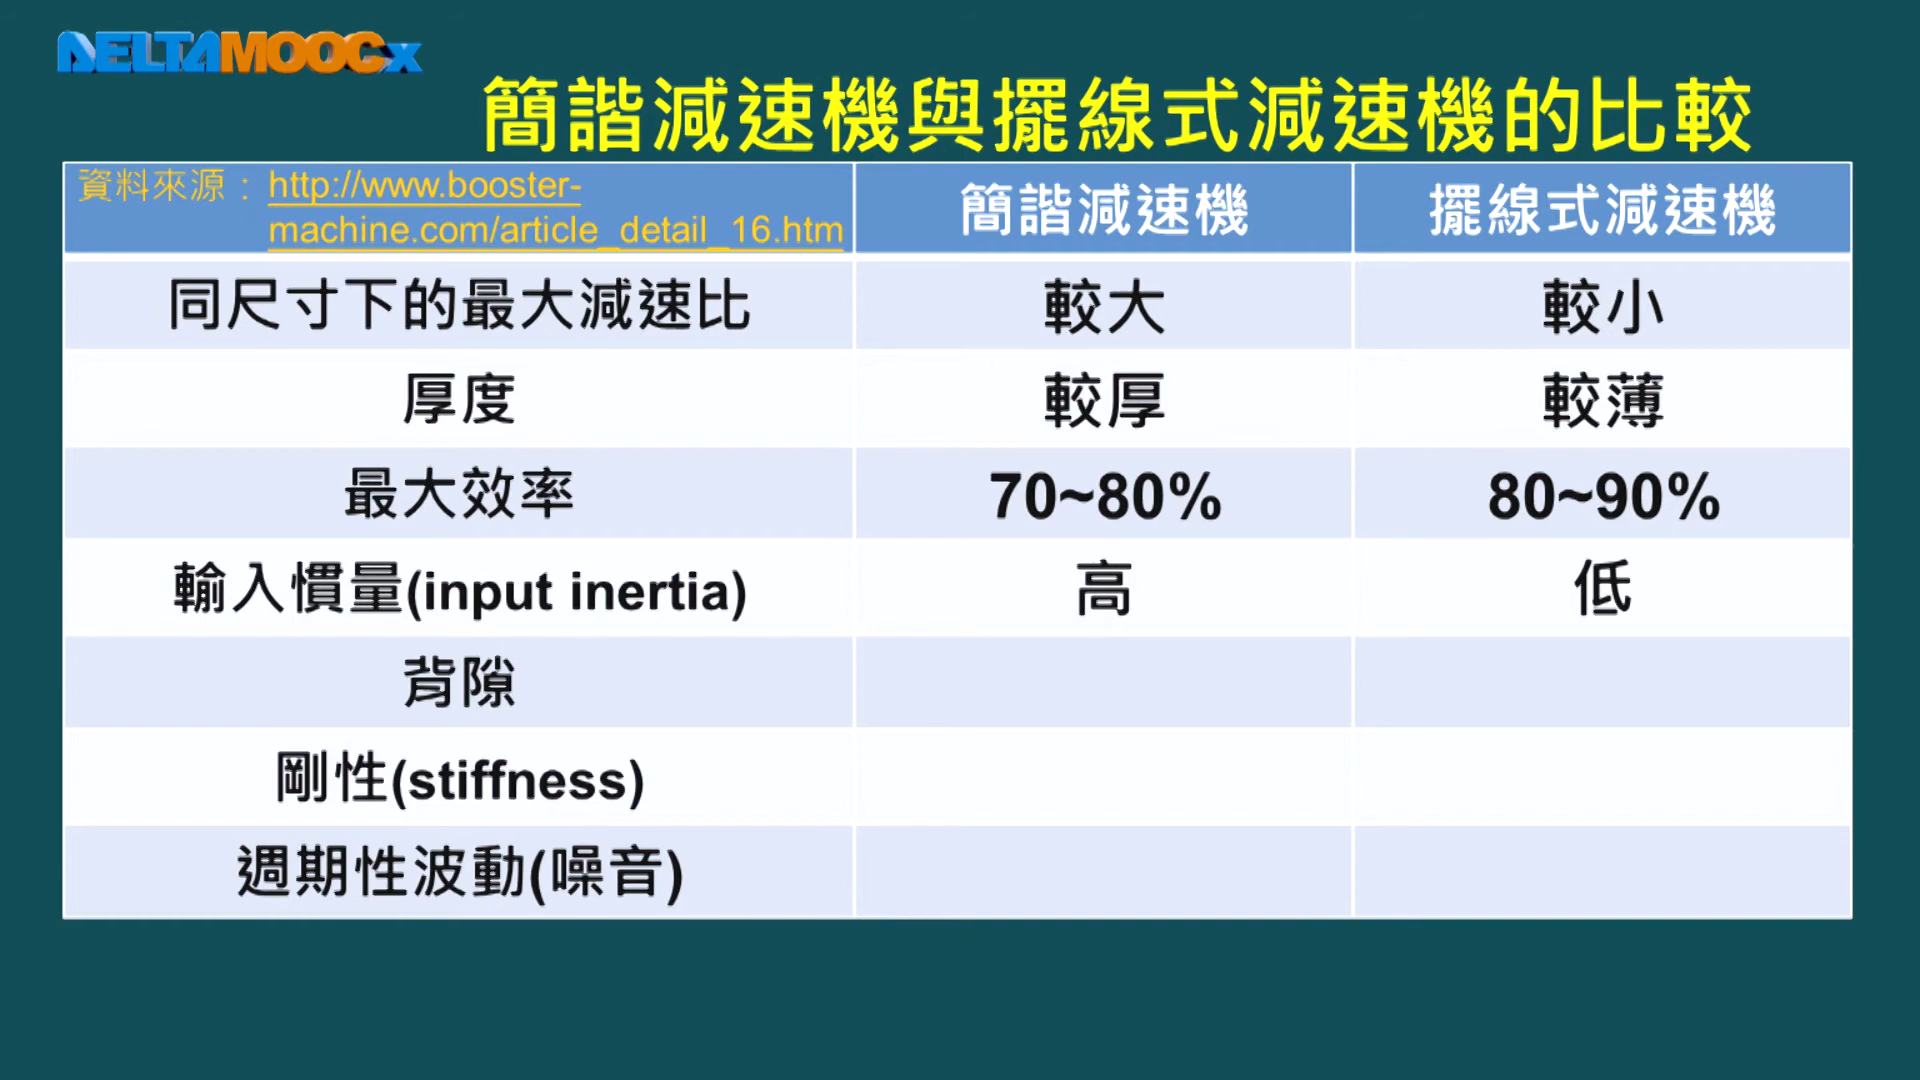 DELTAMOOCx
簡諧減速機與擺線式減速機的比較
資料來源： http://www.booster-
machine.com/article_detail_16.htm
簡諧減速機
擺線式減速機
同尺寸下的最大減速比
較大
較小
厚度
較厚
較薄
最大效率
70~80%
80~90%
輸入慣量(input inertia)
高
低
背隙
剛性(stiffness)
週期性波動(噪音)